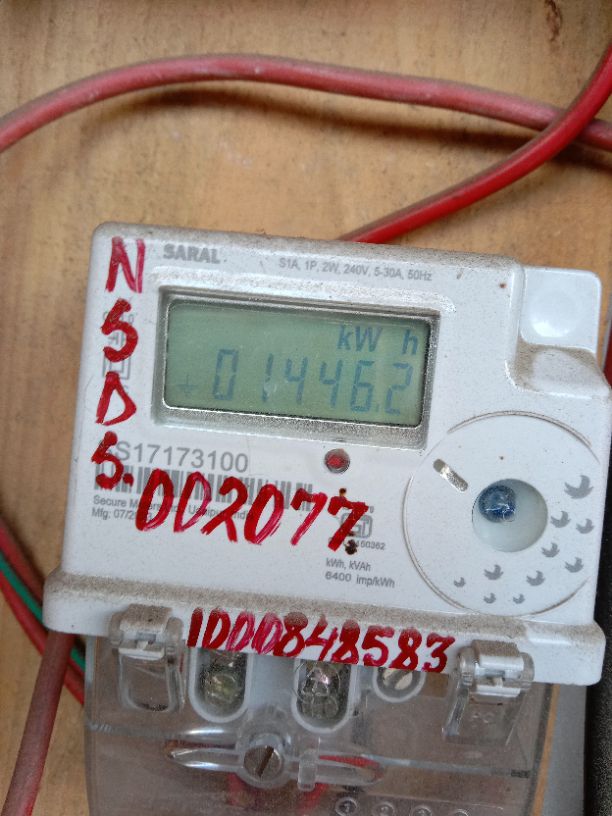 SARAL
S1A, 1P, 2W, 240V, 5-30A, 50Hz
N
S
D
S.
kW h
+ 01446.2
S17173100
Secure
Mfg: 07/2
002077
kWh, kVAh
6400 imp/kWh
ID00848583